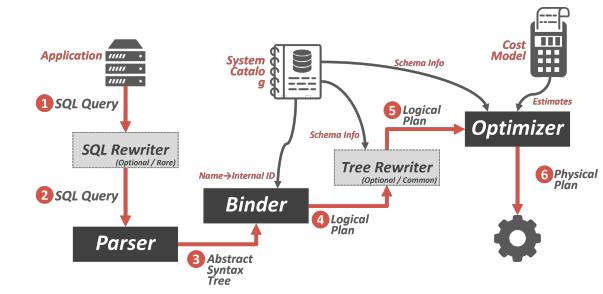 Application
System
Catalo
g
Schema Info
Cost
Model
1 SQL Query
5 Logical
Plan
Estimates
Optimizer
SQL Rewriter
(Optional / Rare)
Schema Info
Tree Rewriter
(Optional / Common)
Name→Internal ID
6 Physical
Plan
2 SQL Query
Binder
4 Logical
Plan
Parser
3 Abstract
Syntax
Tree